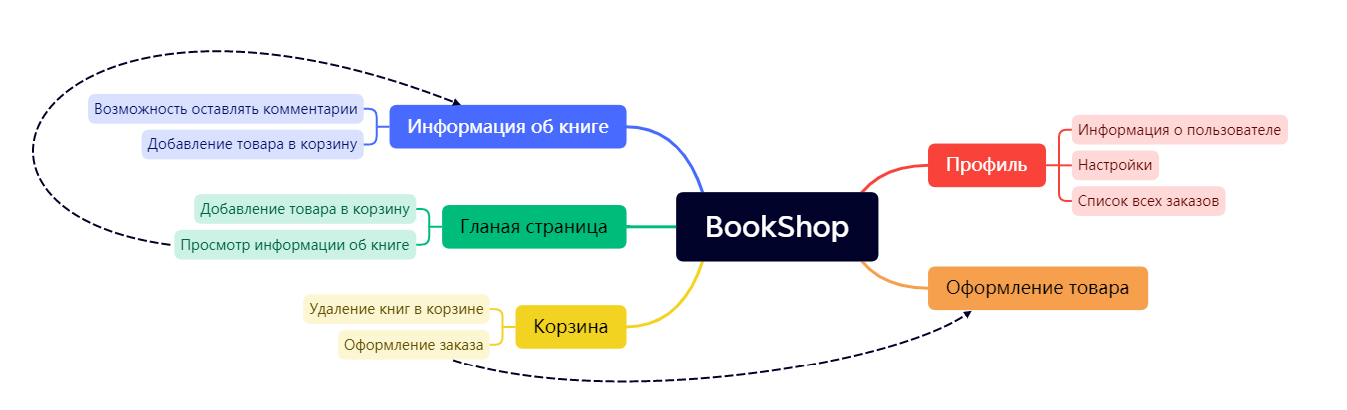 Возможность оставлять комментарии
Добавление товара в корзину
Информация об книге
Добавление товара в корзину
Просмотр информации об книге
Гланая страница
Удаление книг в корзине
Оформление заказа
Корзина
BookShop
Профиль
Информация о пользователе
Настройки
Список всех заказов
Оформление товара